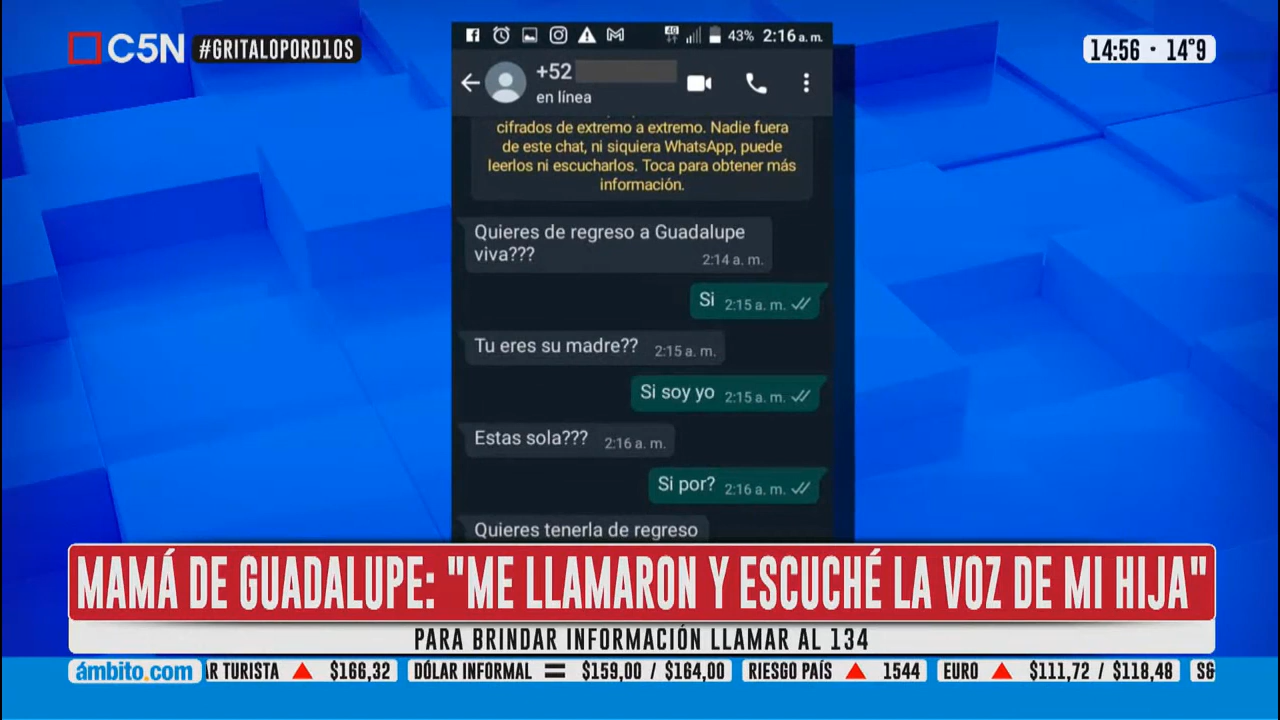 C5N #GRITALOPORD10S
14:56 · 14°9
43% 2:16 a. m.
+52
en línea
cifrados de extremo a extremo. Nadie fuera
de este chat, ni siquiera WhatsApp, puede
leerlos ni escucharlos. Toca para obtener más
información.
Quieres de regreso a Guadalupe
viva???
2:14 a. m.
Si 2:15 a. m.
Tu eres su madre?? 2:15 a. m.
Si soy yo 2:15 a. m.
Estas sola??? 2:16 a. m.
Si por? 2:16 a. m.
Quieres tenerla de regreso
MAMÁ DE GUADALUPE: "ME LLAMARON Y ESCUCHÉ LA VOZ DE MI HIJA"
PARA BRINDAR INFORMACIÓN LLAMAR AL 134
ámbito.com AR TURISTA $166,32 DÓLAR INFORMAL = $159,00 / $164,00 RIESGO PAÍS 1544 EURO $111,72 / $118,48 S&